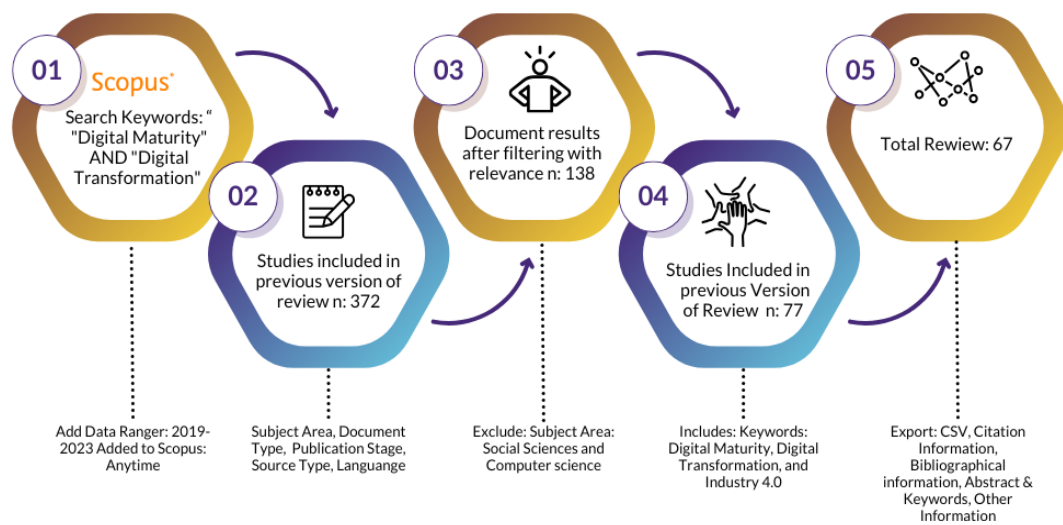 01
Scopus
Search Keywords: “
"Digital Maturity"
AND "Digital
Transformation"
02
Studies included in
previous version of
review n: 372
03
Document results
after filtering with
relevance n: 138
04
Studies Included in
previous Version
of Review n: 77
05
Total Rewiew: 67
Add Data Ranger: 2019-
2023 Added to Scopus:
Anytime
Subject Area, Document
Type, Publication Stage,
Source Type, Languange
Exclude: Subject Area:
Social Sciences and
Computer science
Includes: Keywords:
Digital Maturity, Digital
Transformation, and
Industry 4.0
Export: CSV, Citation
Information,
Bibliographical
information, Abstract &
Keywords, Other
Information